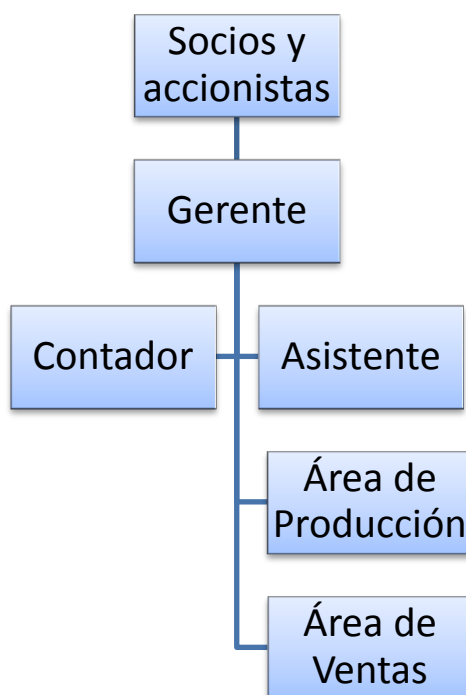 Socios y
accionistas
Gerente
Contador
Asistente
Área de
Producción
Área de
Ventas